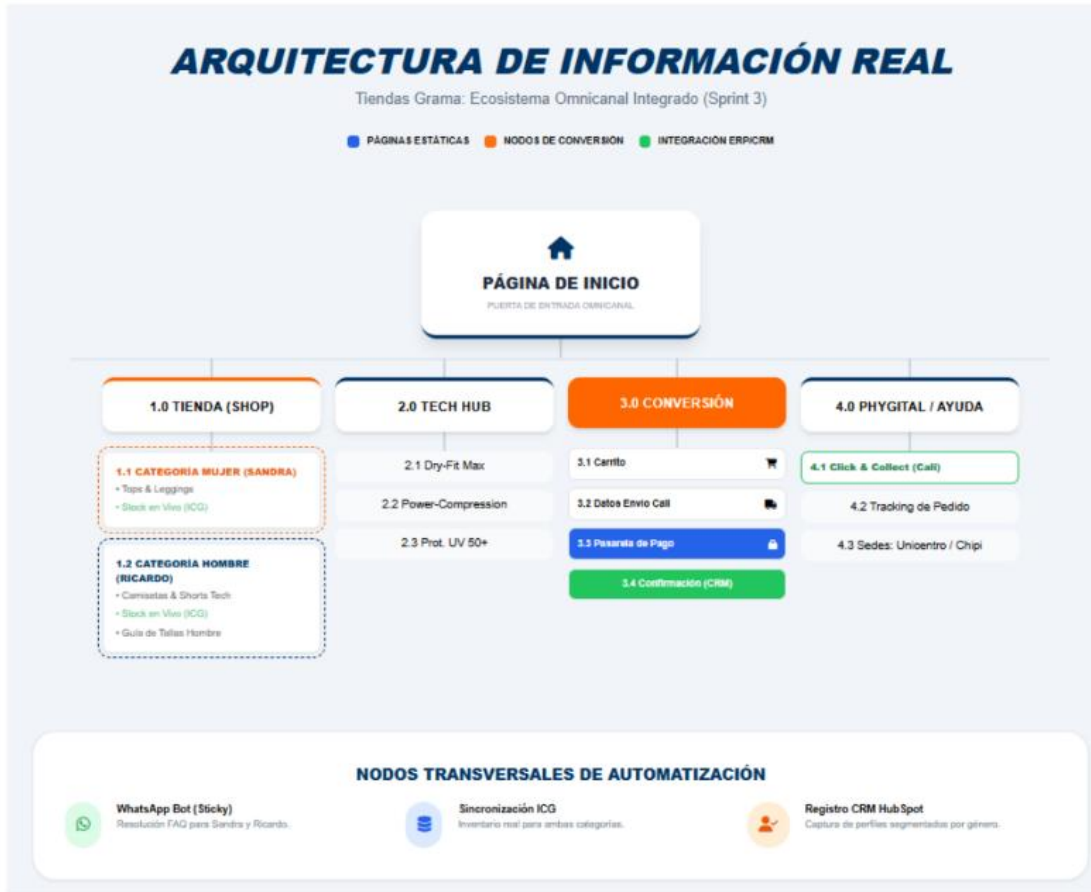 ARQUITECTURA DE INFORMACIÓN REAL
Tiendas Grama: Ecosistema Omnicanal Integrado (Sprint 3)
PÁGINAS ESTÁTICAS
NODOS DE CONVERSIÓN
INTEGRACIÓN ERP/CRM
PÁGINA DE INICIO
PUERTA DE ENTRADA OMNICANAL
1.0 TIENDA (SHOP)
1.1 CATEGORÍA MUJER (SANDRA)
• Tops & Leggings
• Stock en Vivo (ICG)
1.2 CATEGORÍA HOMBRE
(RICARDO)
• Camisetas & Shorts Tech
• Stock en Vivo (ICG)
• Guía de Tallas Hombre
2.0 TECH HUB
2.1 Dry-Fit Max
2.2 Power-Compression
2.3 Prot. UV 50+
3.0 CONVERSIÓN
3.1 Carrito
3.2 Datos Envío Cali
3.3 Pasarela de Pago
3.4 Confirmación (CRM)
4.0 PHYGITAL / AYUDA
4.1 Click & Collect (Cali)
4.2 Tracking de Pedido
4.3 Sedes: Unicentro / Chipi
NODOS TRANSVERSALES DE AUTOMATIZACIÓN
WhatsApp Bot (Sticky)
Resolución FAQ para Sandra y Ricardo.
Sincronización ICG
Inventario real para ambas categorías.
Registro CRM HubSpot
Captura de perfiles segmentados por género.